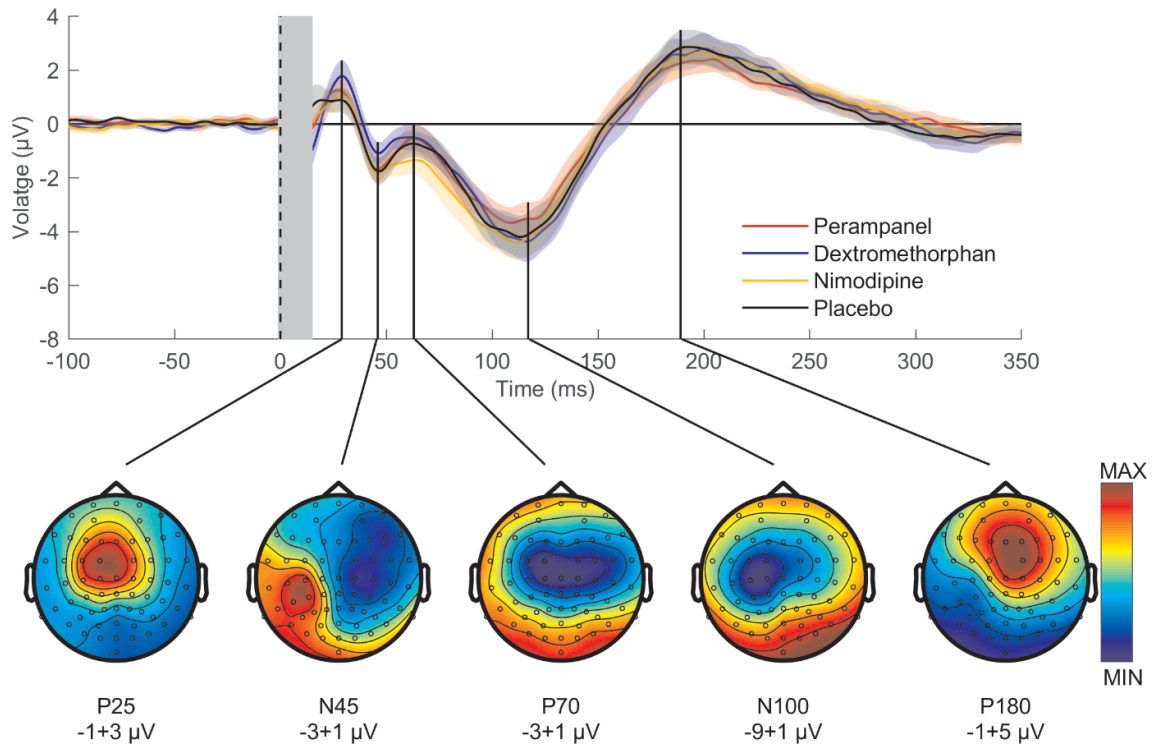 4
2
0
-2
-4
-6
-8
Volatge (µV)
-100
-50
0
50
100
150
200
250
300
350
Time (ms)
Perampanel
Dextromethorphan
Nimodipine
Placebo
MAX
MIN
P25
-1+3 µV
N45
-3+1 µV
P70
-3+1 µV
N100
-9+1 µV
P180
-1+5 µV